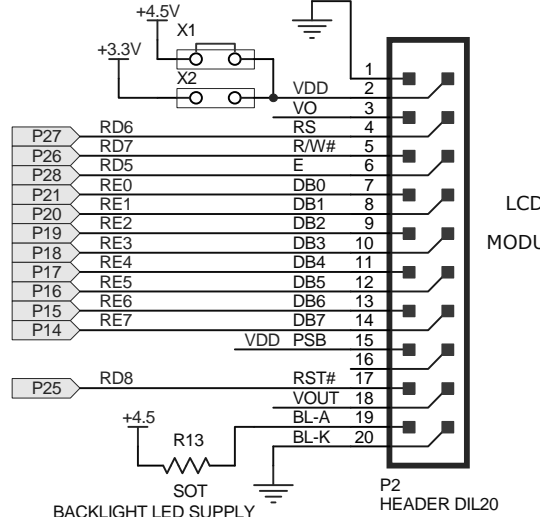 +4.5V
X1
+3.3V
X2
1
VDD 2
VO 3
P27 RD6 RS 4
P26 RD7 R/W# 5
P28 RD5 E 6
P21 RE0 DB0 7
P20 RE1 DB1 8
P19 RE2 DB2 9
P18 RE3 DB3 10
P17 RE4 DB4 11
P16 RE5 DB5 12
P15 RE6 DB6 13
P14 RE7 DB7 14
VDD PSB 15
16
P25 RD8 RST# 17
VOUT 18
+4.5 BL-A 19
BL-K 20
R13
SOT
BACKLIGHT LED SUPPLY
P2
HEADER DIL20
LCD
MODU